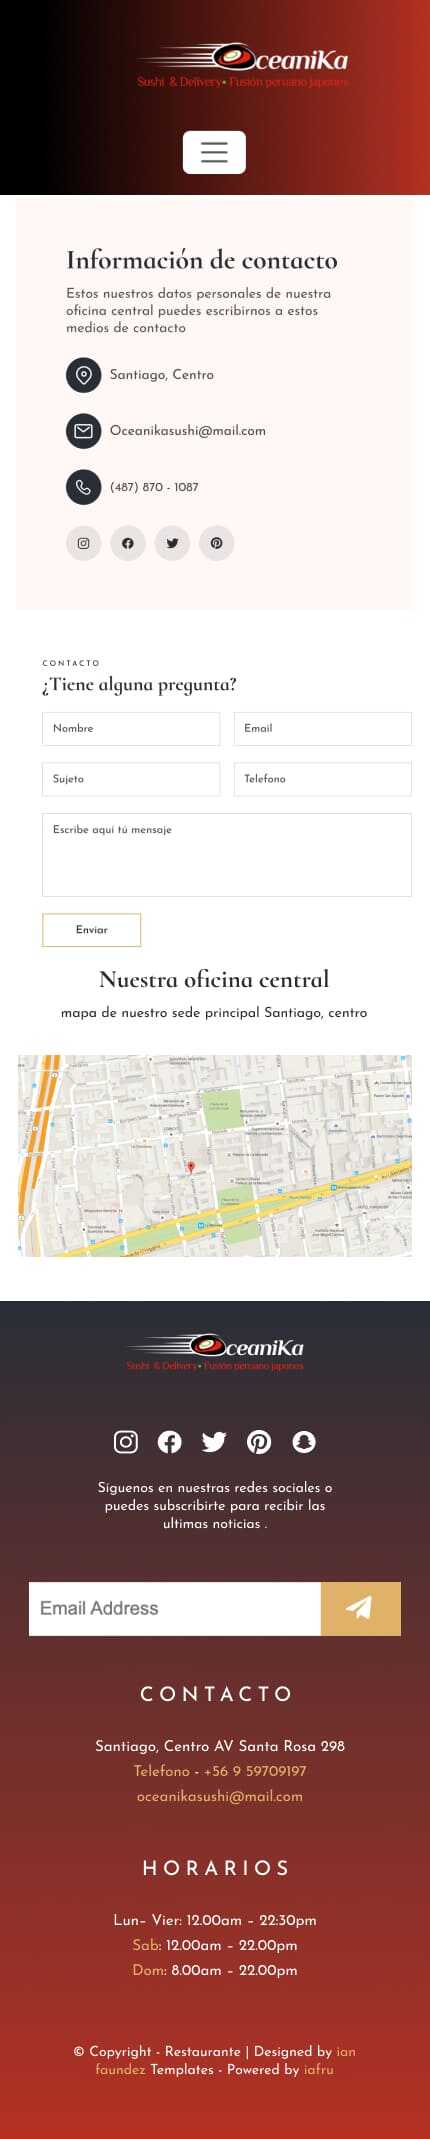 OceaniKa
Sushi & Delivery• Fusión peruano japones
Información de contacto
Estos nuestros datos personales de nuestra
oficina central puedes escribirnos a estos
medios de contacto
Santiago, Centro
Oceanikasushi@mail.com
(487) 870 - 1087
CONTACTO
¿Tiene alguna pregunta?
Nombre
Email
Sujeto
Telefono
Escribe aquí tú mensaje
Enviar
Nuestra oficina central
mapa de nuestro sede principal Santiago, centro
OceaniKa
Sushi & Delivery• Fusión peruano japones
Síguenos en nuestras redes sociales o
puedes subscribirte para recibir las
ultimas noticias .
Email Address
CONTACTO
Santiago, Centro AV Santa Rosa 298
Telefono - +56 9 59709197
oceanikasushi@mail.com
HORARIOS
Lun– Vier: 12.00am – 22:30pm
Sab: 12.00am – 22.00pm
Dom: 8.00am – 22.00pm
© Copyright - Restaurante | Designed by ian
faundez Templates - Powered by iafru